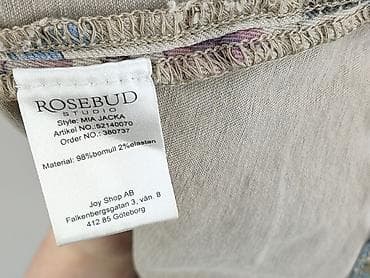 ROSEBUD
STUDIO
Style: MIA JACKA
Artikel NO.:52140070
Order NO.: 380737
Material: 98%bomull 2%elastan
Joy Shop AB
Falkenbergsgatan 3, vån. 8
412 85 Göteborg